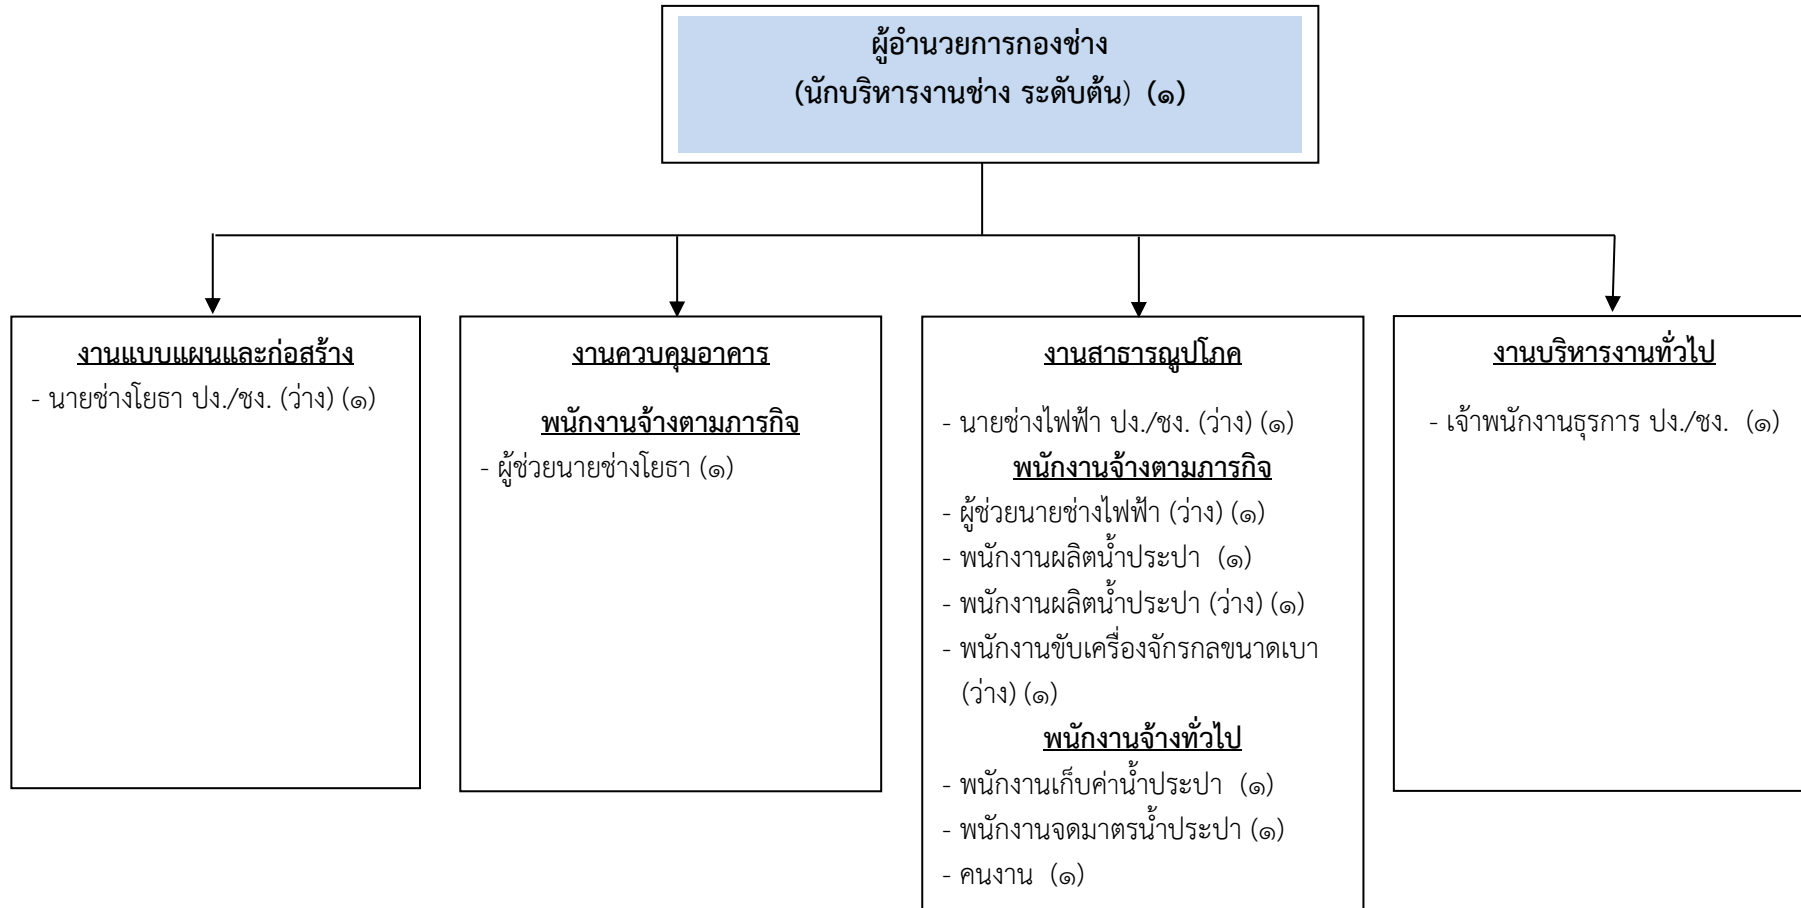 ผู้อำนวยการกองช่าง
(นักบริหารงานช่าง ระดับต้น) (๑)
งานแบบแผนและก่อสร้าง
- นายช่างโยธา ปง./ชง. (ว่าง) (๑)
งานควบคุมอาคาร
พนักงานจ้างตามภารกิจ
- ผู้ช่วยนายช่างโยธา (๑)
งานสาธารณูปโภค
- นายช่างไฟฟ้า ปง./ชง. (ว่าง) (๑)
พนักงานจ้างตามภารกิจ
- ผู้ช่วยนายช่างไฟฟ้า (ว่าง) (๑)
- พนักงานผลิตน้ำประปา (๑)
- พนักงานผลิตน้ำประปา (ว่าง) (๑)
- พนักงานขับเครื่องจักรกลขนาดเบา
(ว่าง) (๑)
พนักงานจ้างทั่วไป
- พนักงานเก็บค่าน้ำประปา (๑)
- พนักงานจดมาตรน้ำประปา (๑)
- คนงาน (๑)
งานบริหารงานทั่วไป
- เจ้าพนักงานธุรการ ปง./ชง. (๑)